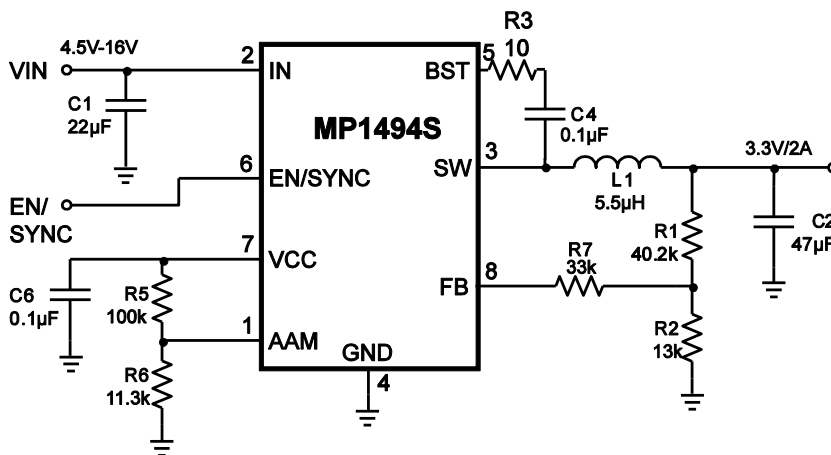 R3
10
4.5V-16V
VIN
2
IN
5
BST
C1
22µF
MP1494S
C4
0.1µF
3
SW
3.3V/2A
L1
5.5µH
6
EN/SYNC
EN/
SYNC
R1
40.2k
C2
47µF
7
VCC
R7
33k
8
FB
C6
0.1µF
R5
100k
1
AAM
R2
13k
GND
4
R6
11.3k